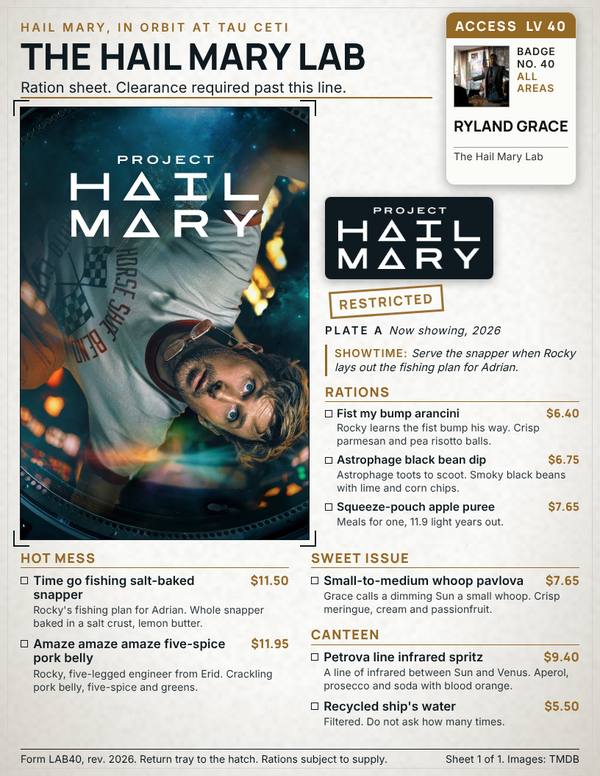 HAIL MARY, IN ORBIT AT TAU CETI
THE HAIL MARY LAB
Ration sheet. Clearance required past this line.
ACCESS LV 40
BADGE
NO. 40
ALL
AREAS
RYLAND GRACE
The Hail Mary Lab
PROJECT
HAIL
MARY
HORSE SHOE BEND
PROJECT
HAIL
MARY
RESTRICTED
PLATE A Now showing, 2026
SHOWTIME: Serve the snapper when Rocky
lays out the fishing plan for Adrian.
RATIONS
Fist my bump arancini $6.40
Rocky learns the fist bump his way. Crisp
parmesan and pea risotto balls.
Astrophage black bean dip $6.75
Astrophage toots to scoot. Smoky black beans
with lime and corn chips.
Squeeze-pouch apple puree $7.65
Meals for one, 11.9 light years out.
HOT MESS
Time go fishing salt-baked $11.50
snapper
Rocky's fishing plan for Adrian. Whole snapper
baked in a salt crust, lemon butter.
Amaze amaze amaze five-spice $11.95
pork belly
Rocky, five-legged engineer from Erid. Crackling
pork belly, five-spice and greens.
SWEET ISSUE
Small-to-medium whoop pavlova $7.65
Grace calls a dimming Sun a small whoop. Crisp
meringue, cream and passionfruit.
CANTEEN
Petrova line infrared spritz $9.40
A line of infrared between Sun and Venus. Aperol,
prosecco and soda with blood orange.
Recycled ship's water $5.50
Filtered. Do not ask how many times.
Form LAB40, rev. 2026. Return tray to the hatch. Rations subject to supply.
Sheet 1 of 1. Images: TMDB